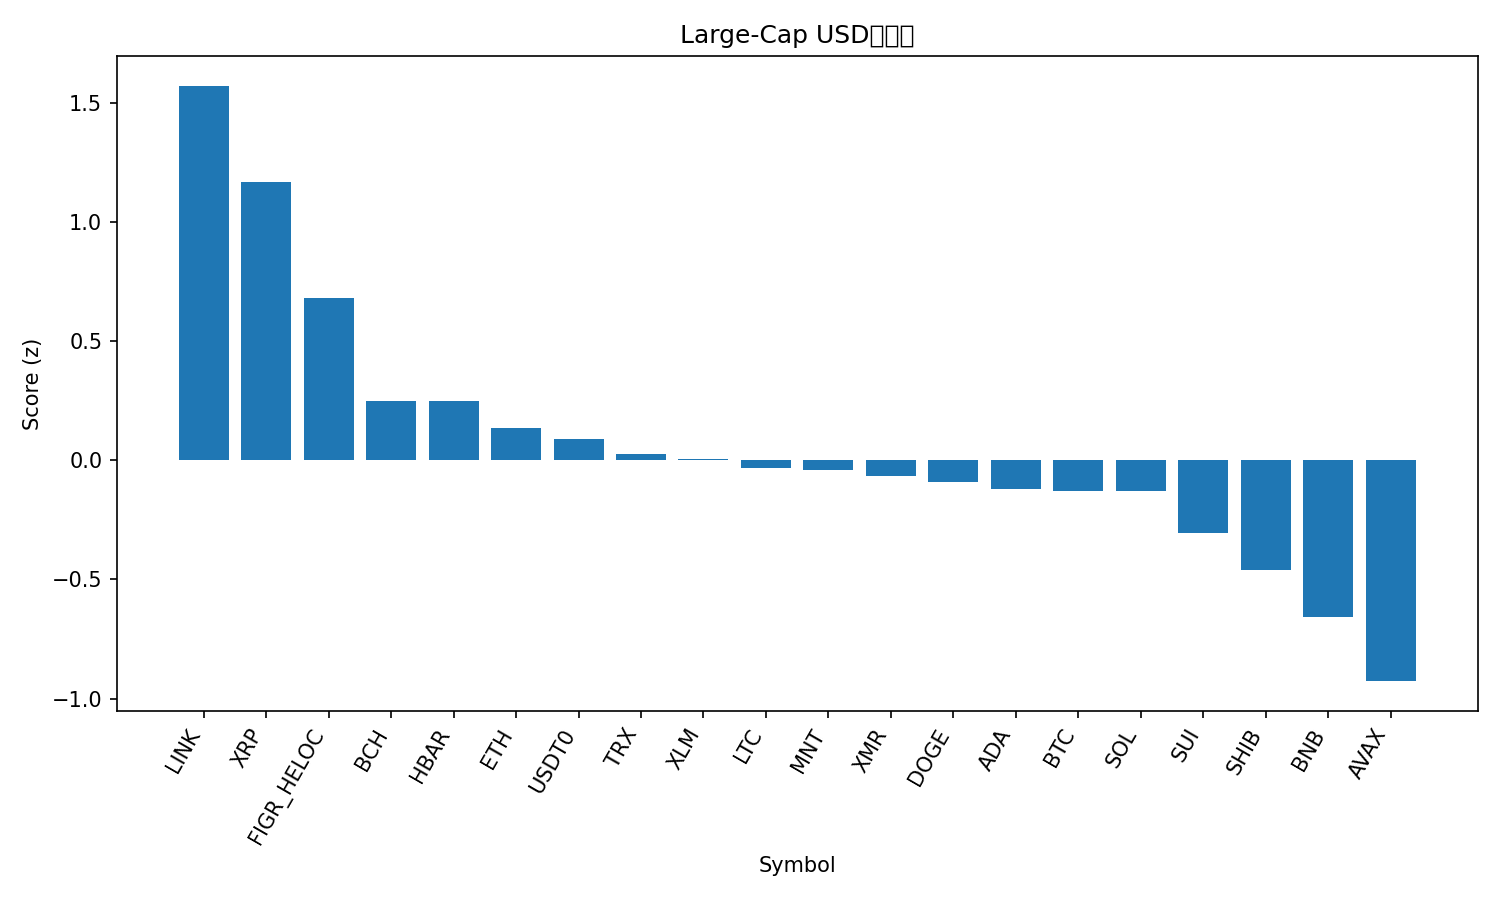 Large-Cap USD
Score (z)
1.5
1.0
0.5
0.0
−0.5
−1.0
LINK
XRP
FIGR_HELOC
BCH
HBAR
ETH
USDT0
TRX
XLM
LTC
MNT
XMR
DOGE
ADA
BTC
SOL
SUI
SHIB
BNB
AVAX
Symbol